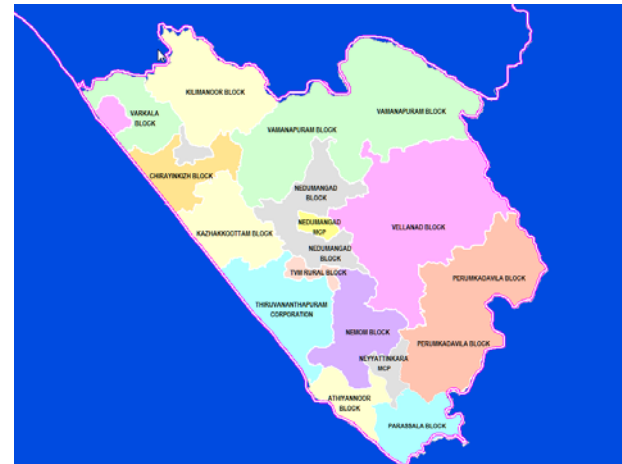 KILIMANOOR BLOCK
VAMANAPURAM BLOCK
VARKALA
BLOCK
VAMANAPURAM BLOCK
CHIRAYINKIZH BLOCK
NEDUMANGAD
BLOCK
NEDUMANGAD
MCP
KAZHAKKOOTTAM BLOCK
VELLANAD BLOCK
NEDUMANGAD
BLOCK
TVM RURAL BLOCK
PERUMKADAVILA BLOCK
THIRUVANANTHAPURAM
CORPORATION
NEMOM BLOCK
PERUMKADAVILA BLOCK
NEYYATTINKARA
MCP
ATHIYANNOOR
BLOCK
PARASSALA BLOCK